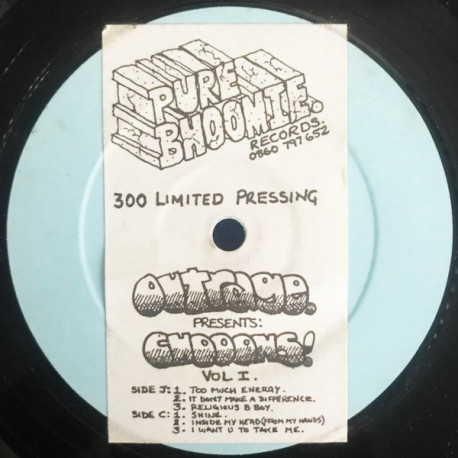 PURE
BHOOMIE.
RECORDS.
0860 797 652
300 LIMITED PRESSING
OUTRAGE.
PRESENTS:
CHOOONS!
VOL I.
SIDE J: 1. TOO MUCH ENERGY.
2. IT DON'T MAKE A DIFFERENCE.
3. RELIGIOUS B BOY.
SIDE C: 1. SHINE.
2. INSIDE MY HEAD (FROM MY HANDS)
3. I WANT U TO TAKE ME.